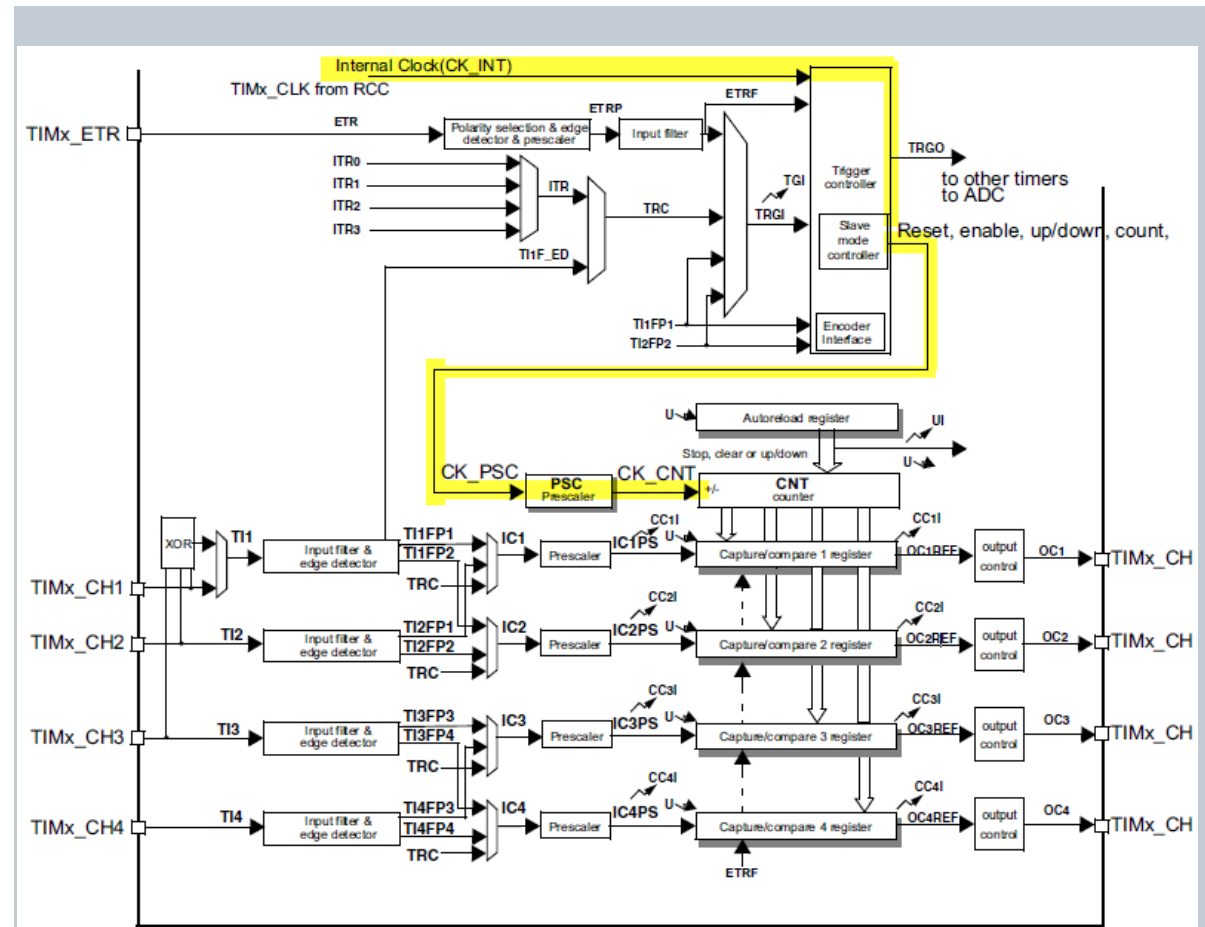 Internal Clock(CK_INT)
TIMx_CLK from RCC
TIMx_ETR
ETR
Polarity selection & edge
detector & prescaler
ETRP
Input filter
ETRF
ITR0
ITR1
ITR2
ITR3
ITR
TI1F_ED
TRC
TGI
TRGI
Trigger
controller
TRGO
to other timers
to ADC
Slave
mode
controller
Reset, enable, up/down, count,
TI1FP1
TI2FP2
Encoder
Interface
U
Autoreload register
UI
Stop, clear or up/down
U
CK_PSC
PSC
Prescaler
CK_CNT
+/-
CNT
counter
XOR
TI1
Input filter &
edge detector
TI1FP1
TI1FP2
TRC
IC1
Prescaler
IC1PS
CC1I
U
Capture/compare 1 register
CC1I
OC1REF
output
control
OC1
TIMx_CH
TIMx_CH1
TIMx_CH2
TI2
Input filter &
edge detector
TI2FP1
TI2FP2
TRC
IC2
Prescaler
IC2PS
CC2I
U
Capture/compare 2 register
CC2I
OC2REF
output
control
OC2
TIMx_CH
TIMx_CH3
TI3
Input filter &
edge detector
TI3FP3
TI3FP4
TRC
IC3
Prescaler
IC3PS
CC3I
U
Capture/compare 3 register
CC3I
OC3REF
output
control
OC3
TIMx_CH
TIMx_CH4
TI4
Input filter &
edge detector
TI4FP3
TI4FP4
TRC
IC4
Prescaler
IC4PS
CC4I
U
Capture/compare 4 register
CC4I
OC4REF
output
control
OC4
TIMx_CH
ETRF